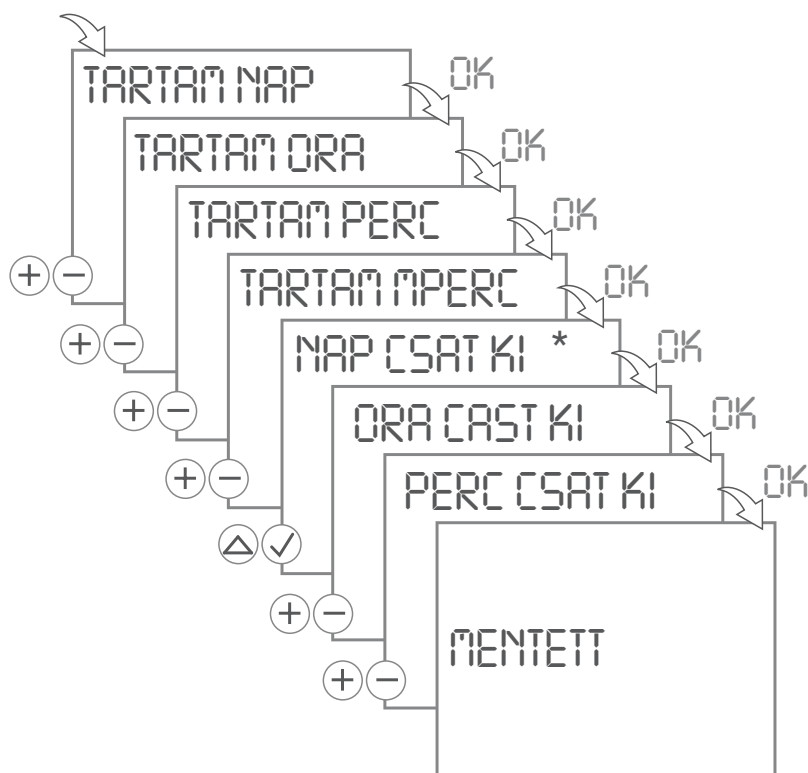 TARTAM NAP
OK
TARTAM ORA
OK
TARTAM PERC
OK
TARTAM MPERC
OK
NAP CSAT KI *
OK
ORA CAST KI
OK
PERC CSAT KI
OK
MENTETT